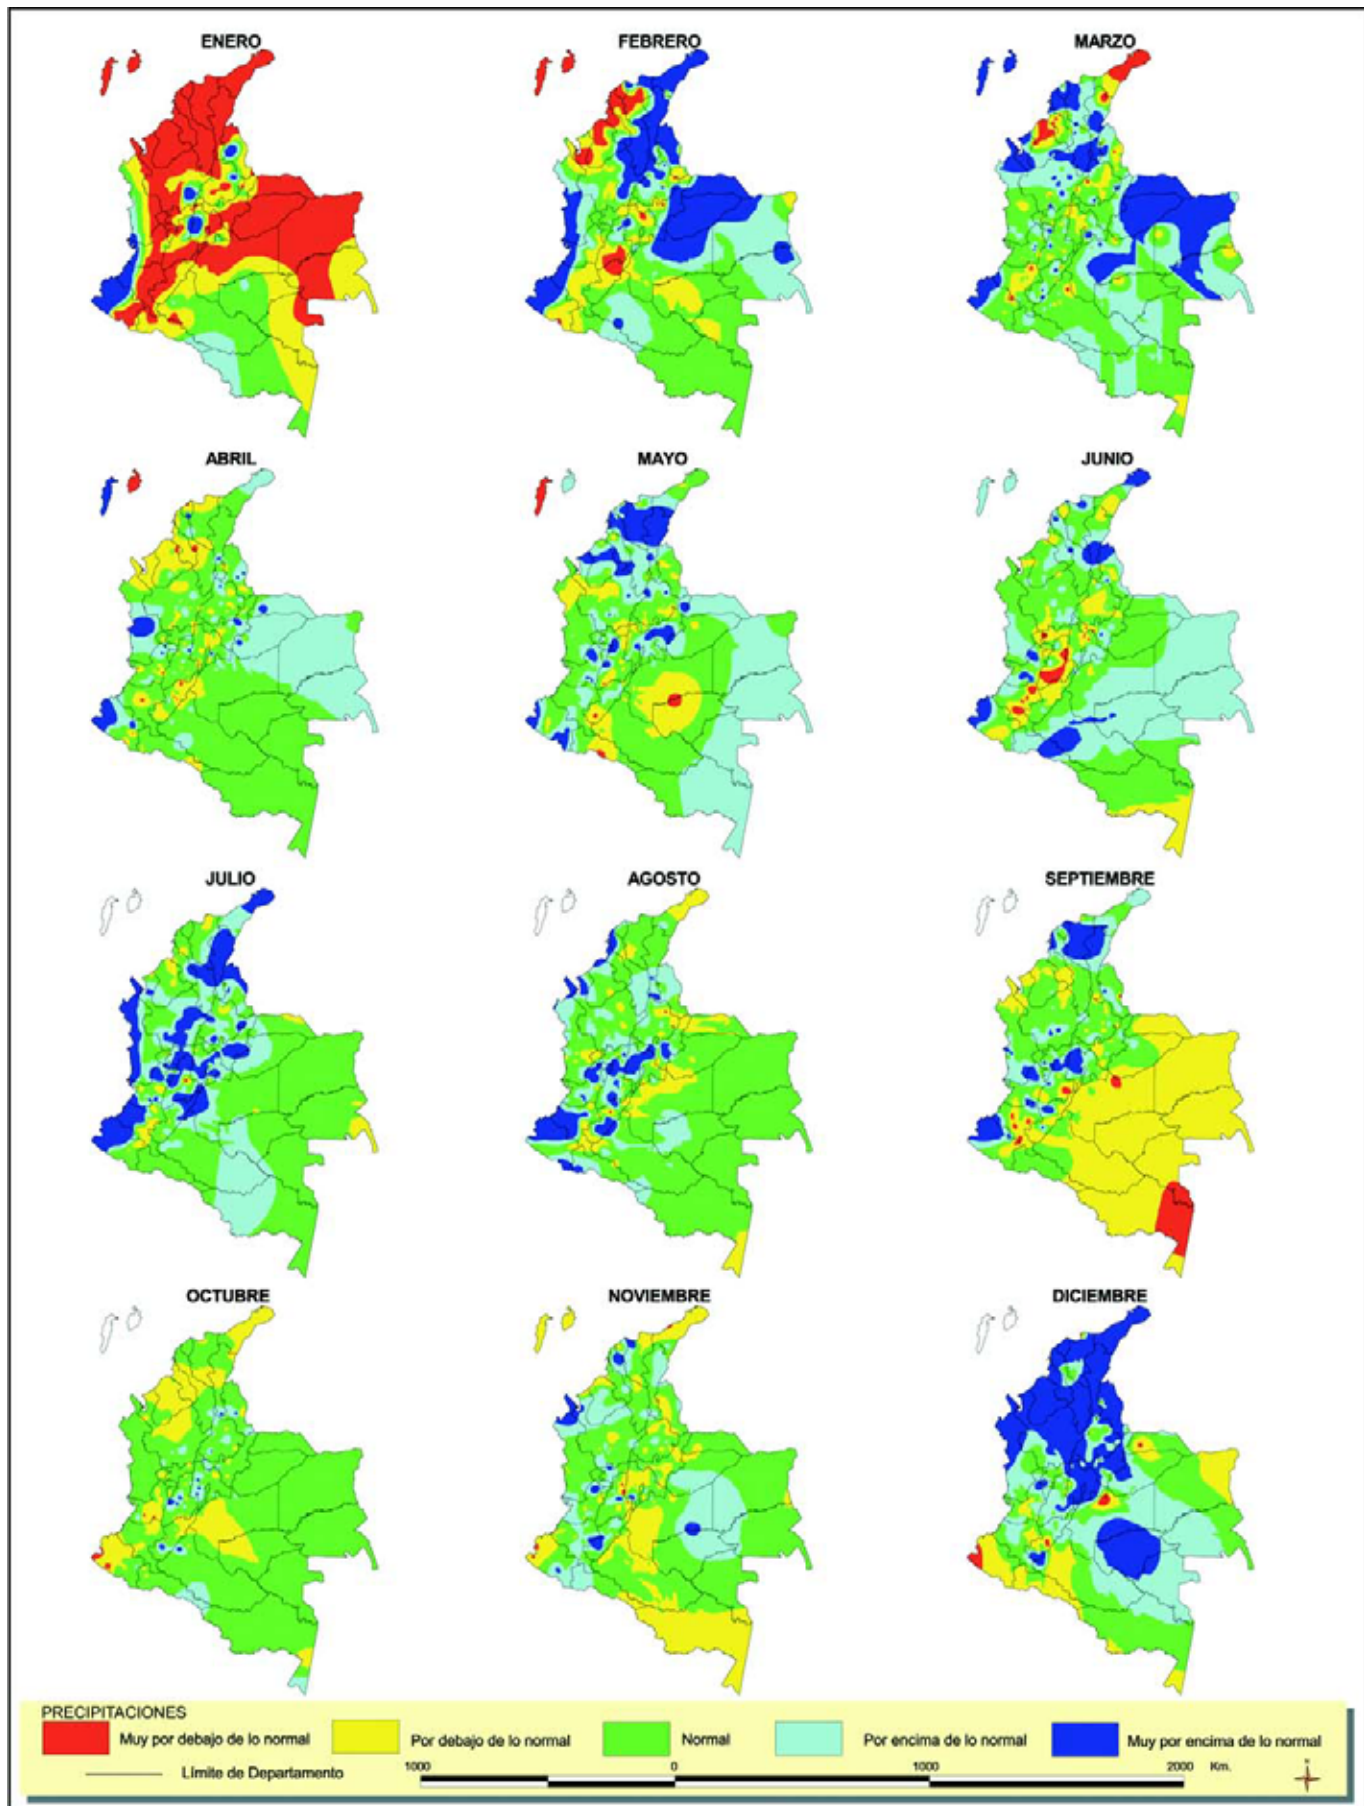 ENERO
FEBRERO
MARZO
ABRIL
MAYO
JUNIO
JULIO
AGOSTO
SEPTIEMBRE
OCTUBRE
NOVIEMBRE
DICIEMBRE
PRECIPITACIONES
Muy por debajo de lo normal
Por debajo de lo normal
Normal
Por encima de lo normal
Muy por encima de lo normal
Límite de Departamento
1000 0 1000 2000 Km.